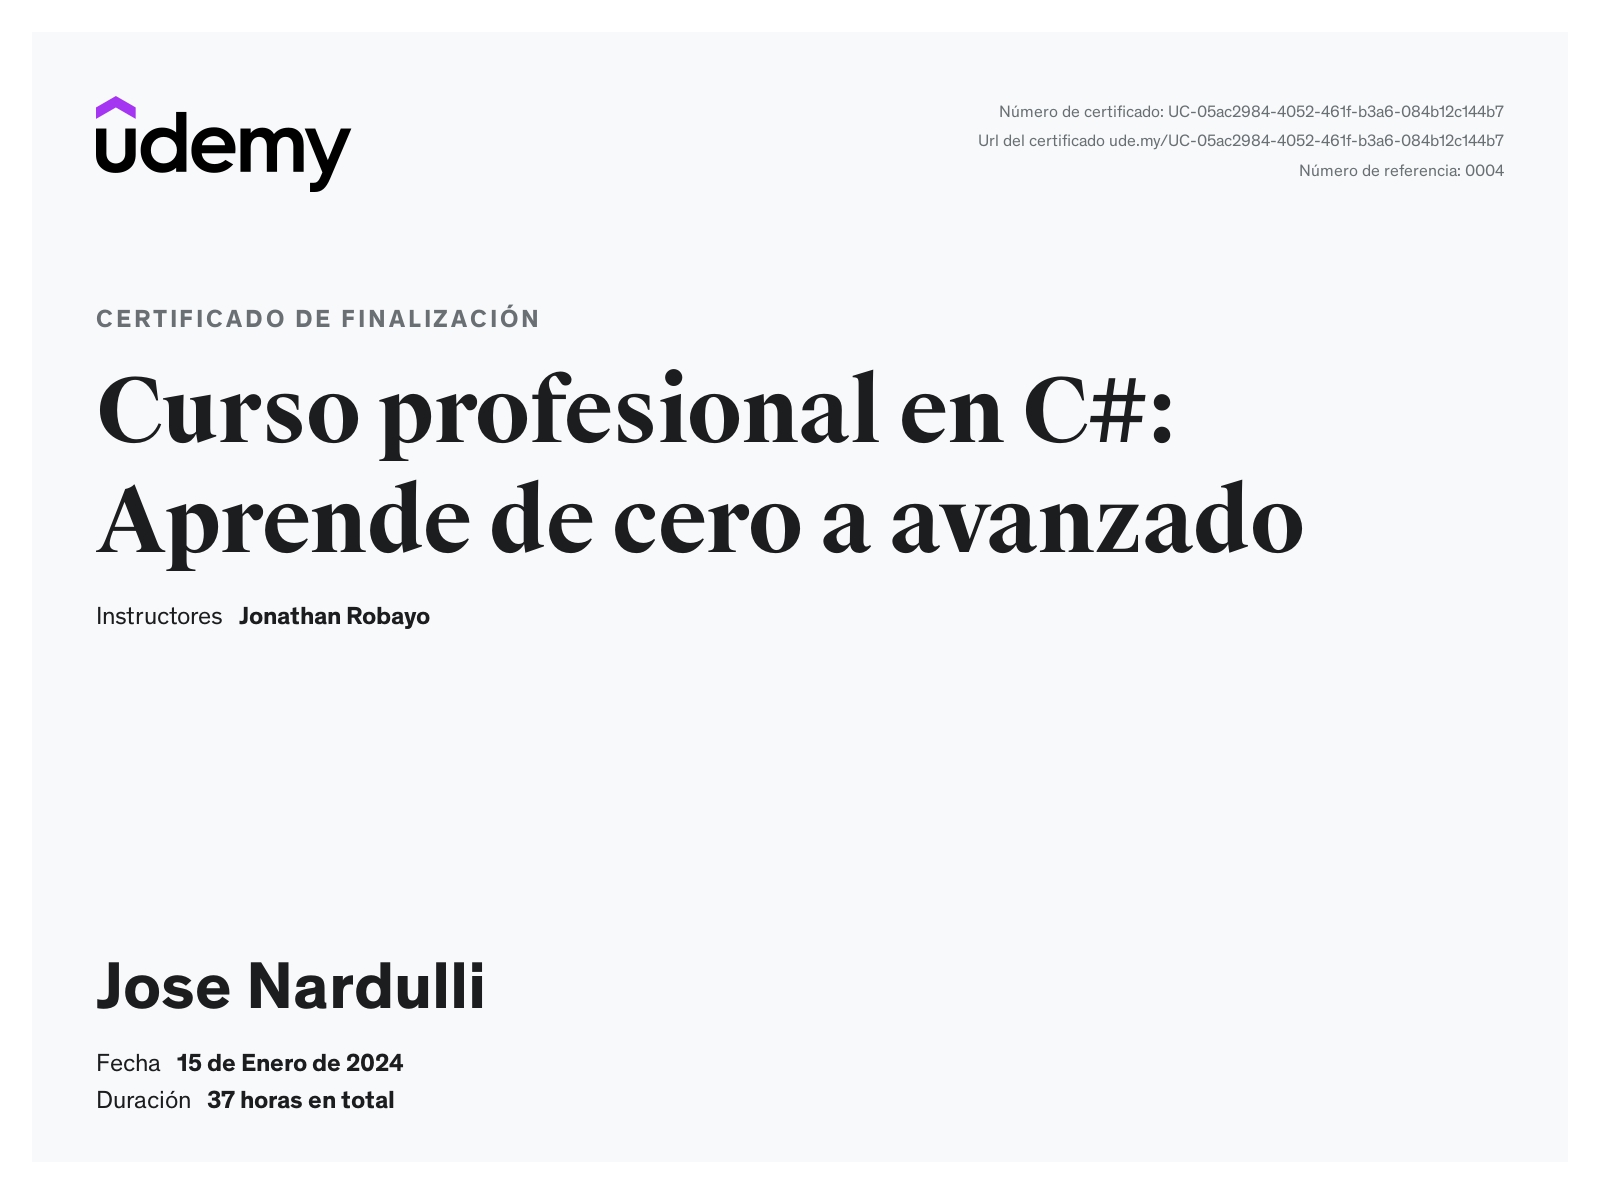 udemy
Número de certificado: UC-05ac2984-4052-461f-b3a6-084b12c144b7
Url del certificado ude.my/UC-05ac2984-4052-461f-b3a6-084b12c144b7
Número de referencia: 0004
CERTIFICADO DE FINALIZACIÓN
Curso profesional en C#:
Aprende de cero a avanzado
Instructores Jonathan Robayo
Jose Nardulli
Fecha 15 de Enero de 2024
Duración 37 horas en total